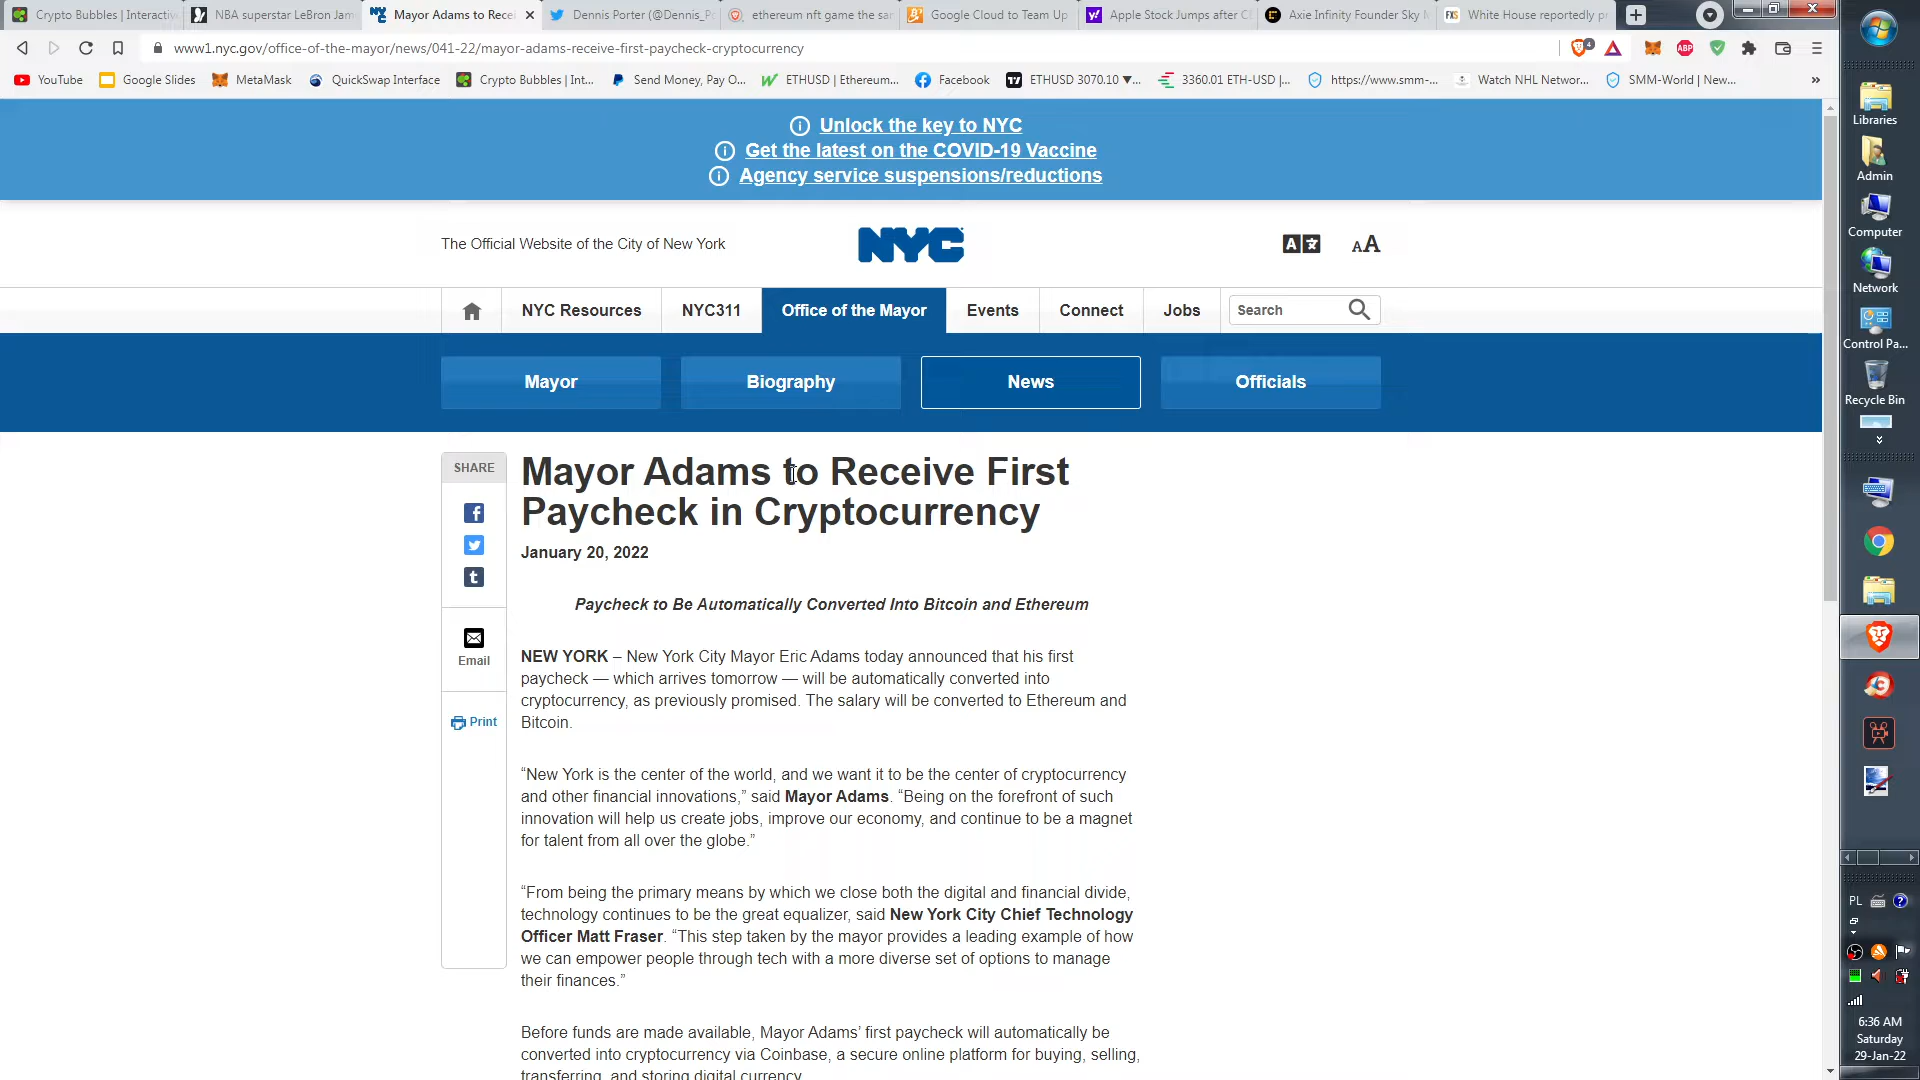 Crypto Bubbles | Interactiv
NBA superstar LeBron Jam
Mayor Adams to Recei
Dennis Porter (@Dennis_P
ethereum nft game the sar
Google Cloud to Team Up
Apple Stock Jumps after C
Axie Infinity Founder Sky
White House reportedly p
www1.nyc.gov/office-of-the-mayor/news/041-22/mayor-adams-receive-first-paycheck-cryptocurrency
4
ABP
YouTube
Google Slides
MetaMask
QuickSwap Interface
Crypto Bubbles | Int...
Send Money, Pay O...
ETHUSD | Ethereum...
Facebook
ETHUSD 3070.10 ▼...
3360.01 ETH-USD |...
https://www.smm-...
Watch NHL Networ...
SMM-World | New...
»
Unlock the key to NYC
Get the latest on the COVID-19 Vaccine
Agency service suspensions/reductions
The Official Website of the City of New York
NYC
AA
NYC Resources
NYC311
Office of the Mayor
Events
Connect
Jobs
Search
Mayor
Biography
News
Officials
SHARE
Email
Print
Mayor Adams to Receive First
Paycheck in Cryptocurrency
January 20, 2022
Paycheck to Be Automatically Converted Into Bitcoin and Ethereum
NEW YORK – New York City Mayor Eric Adams today announced that his first
paycheck — which arrives tomorrow — will be automatically converted into
cryptocurrency, as previously promised. The salary will be converted to Ethereum and
Bitcoin.
“New York is the center of the world, and we want it to be the center of cryptocurrency
and other financial innovations,” said Mayor Adams. “Being on the forefront of such
innovation will help us create jobs, improve our economy, and continue to be a magnet
for talent from all over the globe.”
“From being the primary means by which we close both the digital and financial divide,
technology continues to be the great equalizer, said New York City Chief Technology
Officer Matt Fraser. “This step taken by the mayor provides a leading example of how
we can empower people through tech with a more diverse set of options to manage
their finances.”
Before funds are made available, Mayor Adams’ first paycheck will automatically be
converted into cryptocurrency via Coinbase, a secure online platform for buying, selling,
transferring, and storing digital currency.
Libraries
Admin
Computer
Network
Control Pa...
Recycle Bin
PL
6:36 AM
Saturday
29-Jan-22